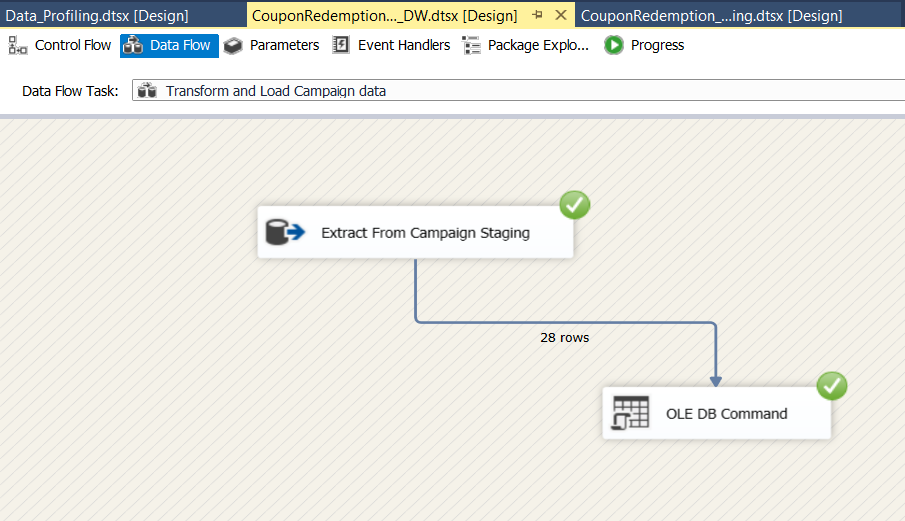 Data_Profiling.dtsx [Design]
CouponRedemption..._DW.dtsx [Design]
CouponRedemption_...ing.dtsx [Design]
Control Flow
Data Flow
Parameters
Event Handlers
Package Explo...
Progress
Data Flow Task:
Transform and Load Campaign data
Extract From Campaign Staging
28 rows
OLE DB Command